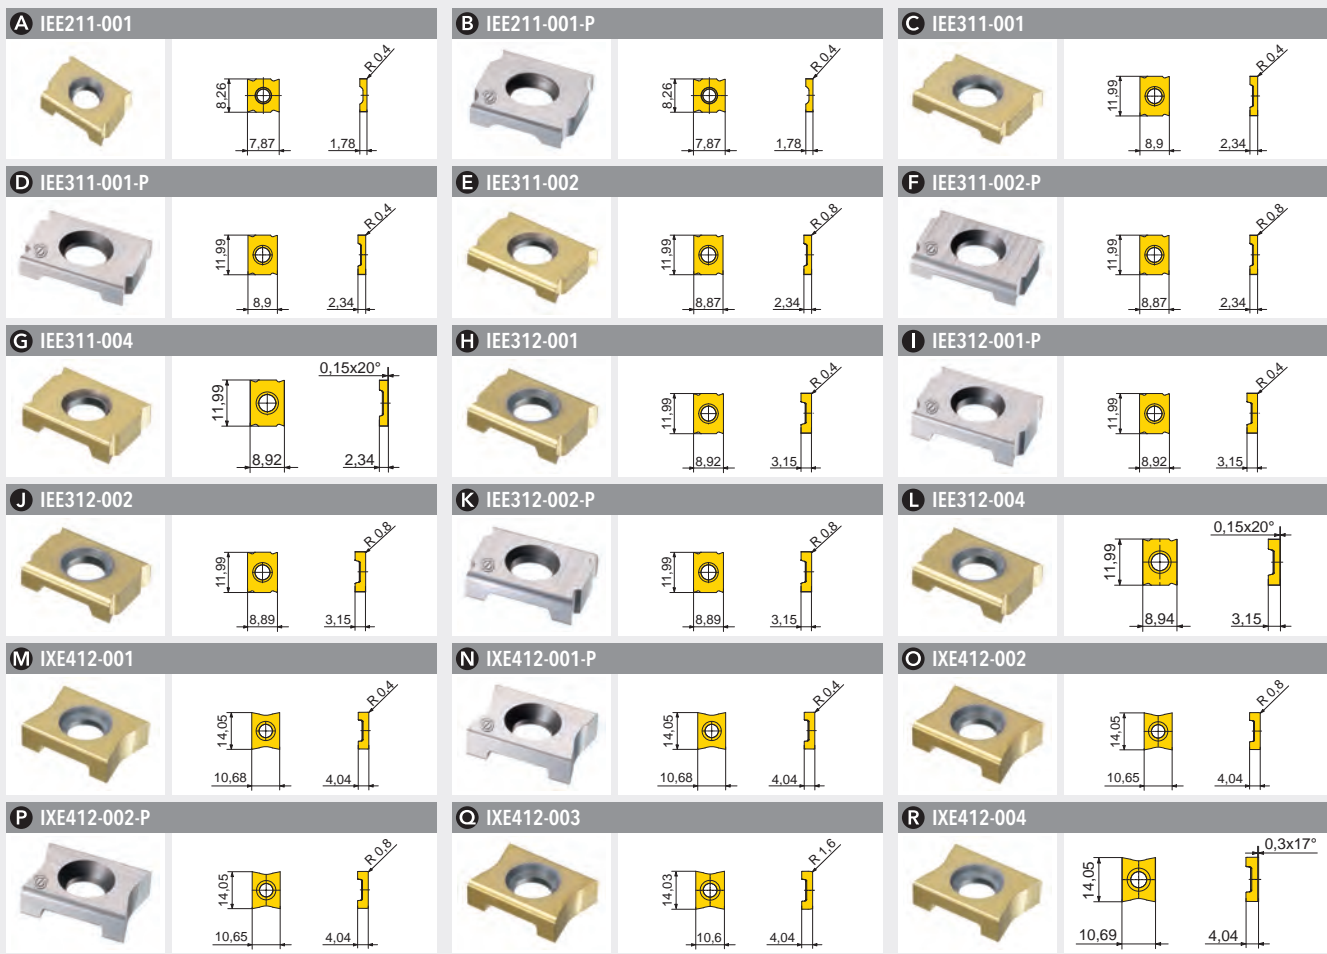 A IEE211-001
8,26
7,87
1,78
R 0,4
B IEE211-001-P
8,26
7,87
1,78
R 0,4
C IEE311-001
11,99
8,9
2,34
R 0,4
D IEE311-001-P
11,99
8,9
2,34
R 0,4
E IEE311-002
11,99
8,87
2,34
R 0,8
F IEE311-002-P
11,99
8,87
2,34
R 0,8
G IEE311-004
11,99
8,92
2,34
0,15x20°
H IEE312-001
11,99
8,92
3,15
R 0,4
I IEE312-001-P
11,99
8,92
3,15
R 0,4
J IEE312-002
11,99
8,89
3,15
R 0,8
K IEE312-002-P
11,99
8,89
3,15
R 0,8
L IEE312-004
11,99
8,94
3,15
0,15x20°
M IXE412-001
14,05
10,68
4,04
R 0,4
N IXE412-001-P
14,05
10,68
4,04
R 0,4
O IXE412-002
14,05
10,65
4,04
R 0,8
P IXE412-002-P
14,05
10,65
4,04
R 0,8
Q IXE412-003
14,03
10,6
4,04
R 1,6
R IXE412-004
14,05
10,69
4,04
0,3x17°